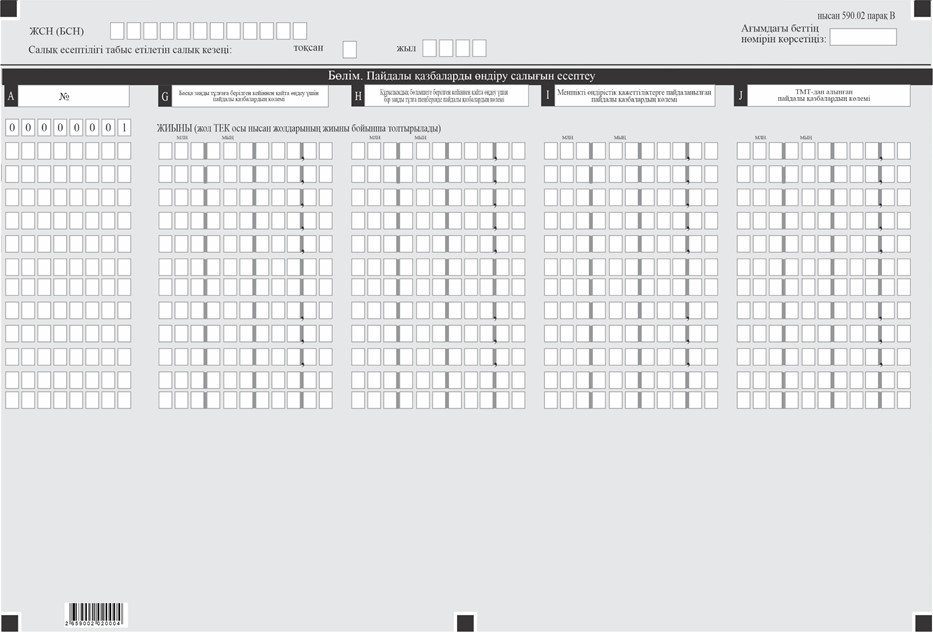 нысан 590.02 парақ B
ЖСН (БСН)
Ағымдағы беттің
нөмірін көрсетіңіз:
Салық есептілігі табыс етілетін салық кезеңі:
тоқсан
жыл
Бөлім. Пайдалы қазбаларды өндіру салығын есептеу
A
№
G
Басқа заңды тұлғаға берілген кейіннен қайта өңдеу үшін
пайдалы қазбалардың көлемі
H
Құрылымдық бөлімшеге берілген кейіннен қайта өңдеу үшін
бір заңды тұлға шеңберінде пайдалы қазбалардың көлемі
I
Меншікті өндірістік қажеттіліктерге пайдаланылған
пайдалы қазбалардың көлемі
J
ТМТ-дан алынған
пайдалы қазбалардың көлемі
0 0 0 0 0 0 0 1
ЖИЫНЫ (жол ТЕК осы нысан жолдарының жиыны бойынша толтырылады)
МЛН МЫҢ МЛН МЫҢ МЛН МЫҢ МЛН МЫҢ
2 659002 020004